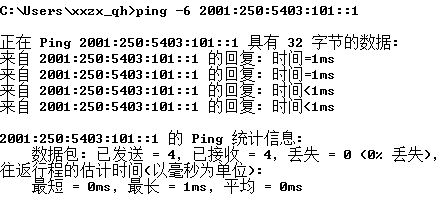 C:\Users\xxzx_qh>ping -6 2001:250:5403:101::1
正在 Ping 2001:250:5403:101::1 具有 32 字节的数据:
来自 2001:250:5403:101::1 的回复: 时间=1ms
来自 2001:250:5403:101::1 的回复: 时间=1ms
来自 2001:250:5403:101::1 的回复: 时间<1ms
来自 2001:250:5403:101::1 的回复: 时间<1ms
2001:250:5403:101::1 的 Ping 统计信息:
数据包: 已发送 = 4, 已接收 = 4, 丢失 = 0 (0% 丢失),
往返行程的估计时间(以毫秒为单位):
最短 = 0ms, 最长 = 1ms, 平均 = 0ms